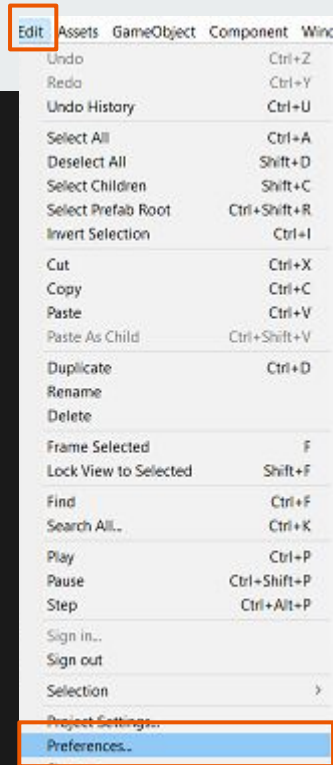 Edit Assets GameObject Component Wind
Undo Ctrl+Z
Redo Ctrl+Y
Undo History Ctrl+U
Select All Ctrl+A
Deselect All Shift+D
Select Children Shift+C
Select Prefab Root Ctrl+Shift+R
Invert Selection Ctrl+I
Cut Ctrl+X
Copy Ctrl+C
Paste Ctrl+V
Paste As Child Ctrl+Shift+V
Duplicate Ctrl+D
Rename
Delete
Frame Selected F
Lock View to Selected Shift+F
Find Ctrl+F
Search All... Ctrl+K
Play Ctrl+P
Pause Ctrl+Shift+P
Step Ctrl+Alt+P
Sign in...
Sign out
Selection >
Project Settings...
Preferences...